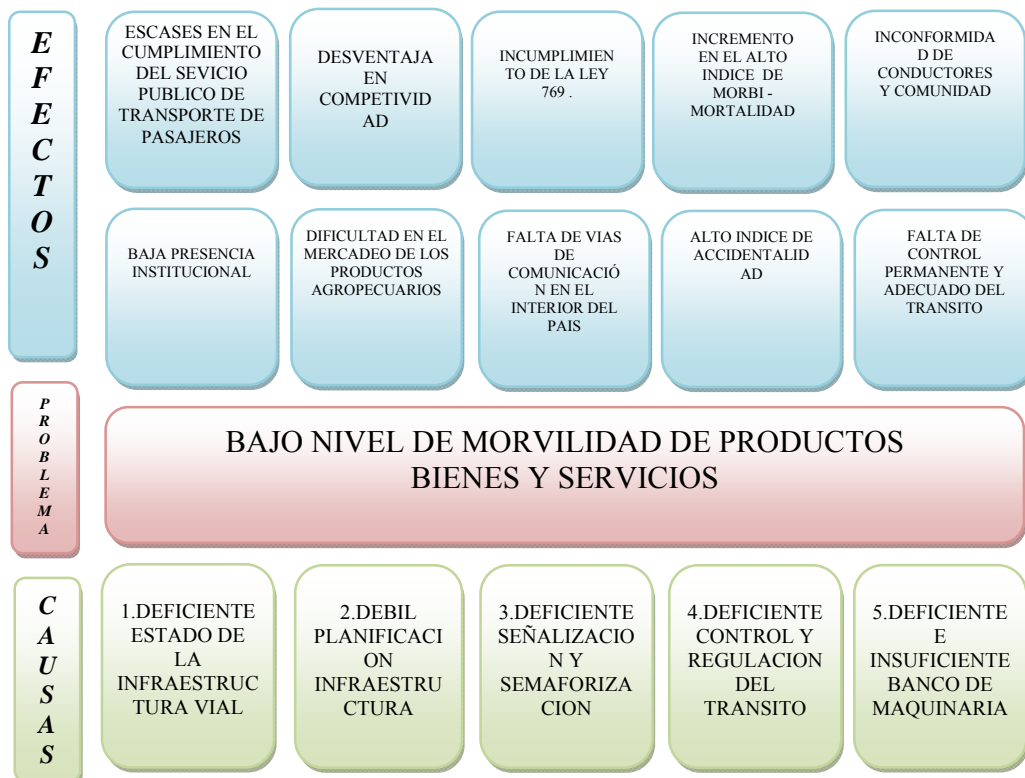 EFECTOS
ESCASES EN EL
CUMPLIMIENTO
DEL SEVICIO
PUBLICO DE
TRANSPORTE DE
PASAJEROS
DESVENTAJA
EN
COMPETIVID
AD
INCUMPLIMIEN
TO DE LA LEY
769 .
INCREMENTO
EN EL ALTO
INDICE DE
MORBI -
MORTALIDAD
INCONFORMIDA
D DE
CONDUCTORES
Y COMUNIDAD
BAJA PRESENCIA
INSTITUCIONAL
DIFICULTAD EN EL
MERCADEO DE LOS
PRODUCTOS
AGROPECUARIOS
FALTA DE VIAS
DE
COMUNICACIÓ
N EN EL
INTERIOR DEL
PAIS
ALTO INDICE DE
ACCIDENTALID
AD
FALTA DE
CONTROL
PERMANENTE Y
ADECUADO DEL
TRANSITO
PROBLEMA
BAJO NIVEL DE MORVILIDAD DE PRODUCTOS
BIENES Y SERVICIOS
CAUSAS
1.DEFICIENTE
ESTADO DE
LA
INFRAESTRUC
TURA VIAL
2.DEBIL
PLANIFICACI
ON
INFRAESTRU
CTURA
3.DEFICIENTE
SEÑALIZACIO
N Y
SEMAFORIZA
CION
4.DEFICIENTE
CONTROL Y
REGULACION
DEL
TRANSITO
5.DEFICIENTE
E
INSUFICIENTE
BANCO DE
MAQUINARIA